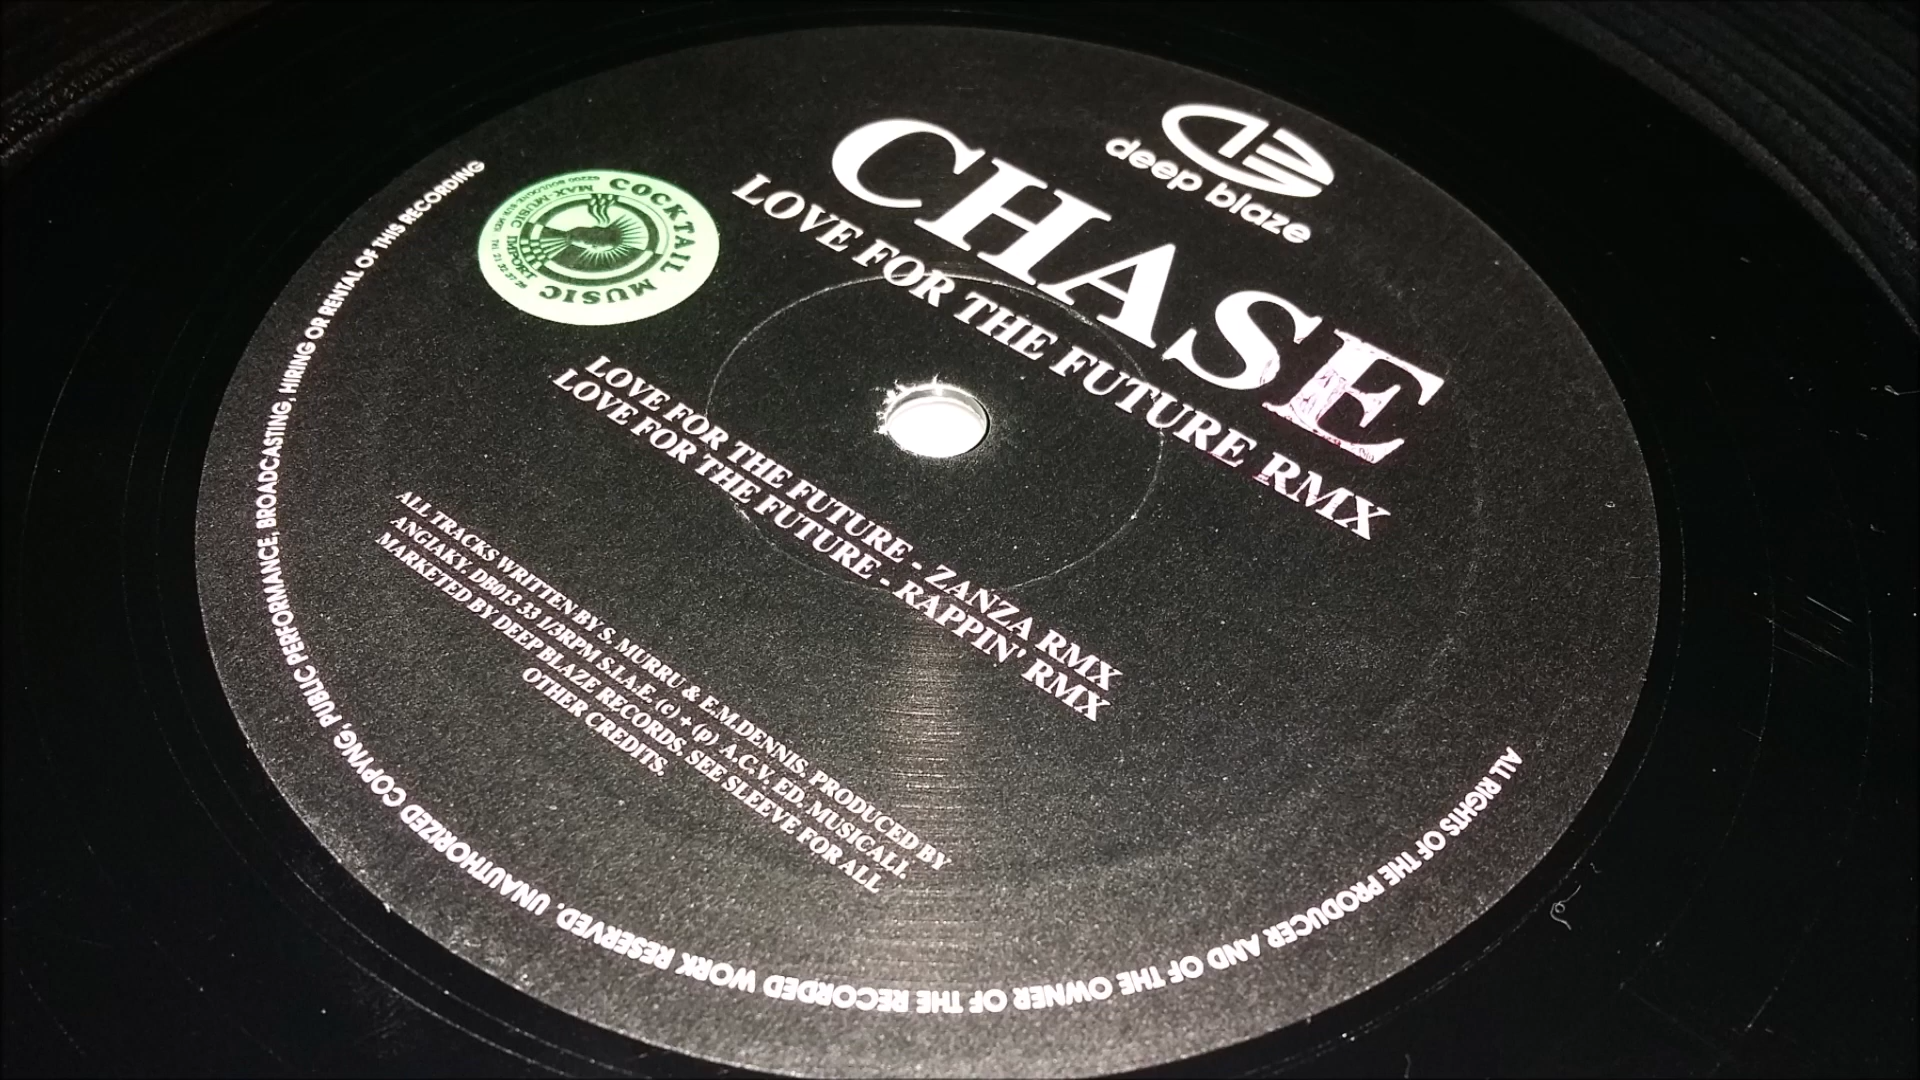 deep blaze
CHASE
LOVE FOR THE FUTURE RMX
COCKTAIL MUSIC
MAX-MUSIC IMPORT
LOVE FOR THE FUTURE - ZANZA RMX
LOVE FOR THE FUTURE - RAPPIN' RMX
ALL TRACKS WRITTEN BY S. MURRU & E.M.DENNIS. PRODUCED BY
ANGIAKY. DB013 33 1/3RPM S.I.A.E. (c) + (p) A.C.V. ED. MUSICALI.
MARKETED BY DEEP BLAZE RECORDS. SEE SLEEVE FOR ALL
OTHER CREDITS.
ALL RIGHTS OF THE PRODUCER AND OF THE OWNER OF THE RECORDED WORK RESERVED. UNAUTHORIZED COPYNG, PUBLIC PERFORMANCE, BROADCASTING, HIRING OR RENTAL OF THIS RECORDING